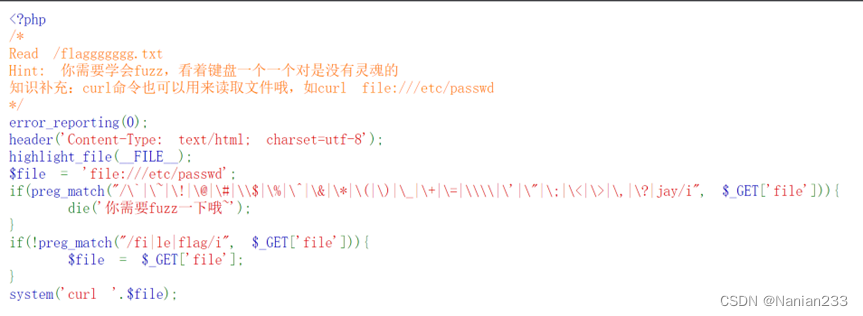 <?php
/*
Read /flaggggggg.txt
Hint: 你需要学会fuzz，看着键盘一个一个对是没有灵魂的
知识补充：curl命令也可以用来读取文件哦，如curl file:///etc/passwd
*/
error_reporting(0);
header('Content-Type: text/html; charset=utf-8');
highlight_file(__FILE__);
$file = 'file:///etc/passwd';
if(preg_match("/\`|\~|\!|\@|\#|\\$|\%|\^|\&|\*|\(|\)|\_|\+|\=|\\\\|\'|\"|\;|\<|\>|\,|\?|jay/i", $_GET['file'])){
die('你需要fuzz一下哦~');
}
if(!preg_match("/fi|le|flag/i", $_GET['file'])){
$file = $_GET['file'];
}
system('curl '.$file);
CSDN @Nanian233